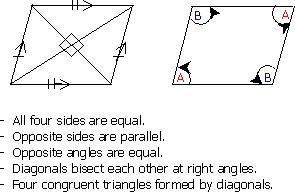 B A
A B
- All four sides are equal.
- Opposite sides are parallel.
- Opposite angles are equal.
- Diagonals bisect each other at right angles.
- Four congruent triangles formed by diagonals.